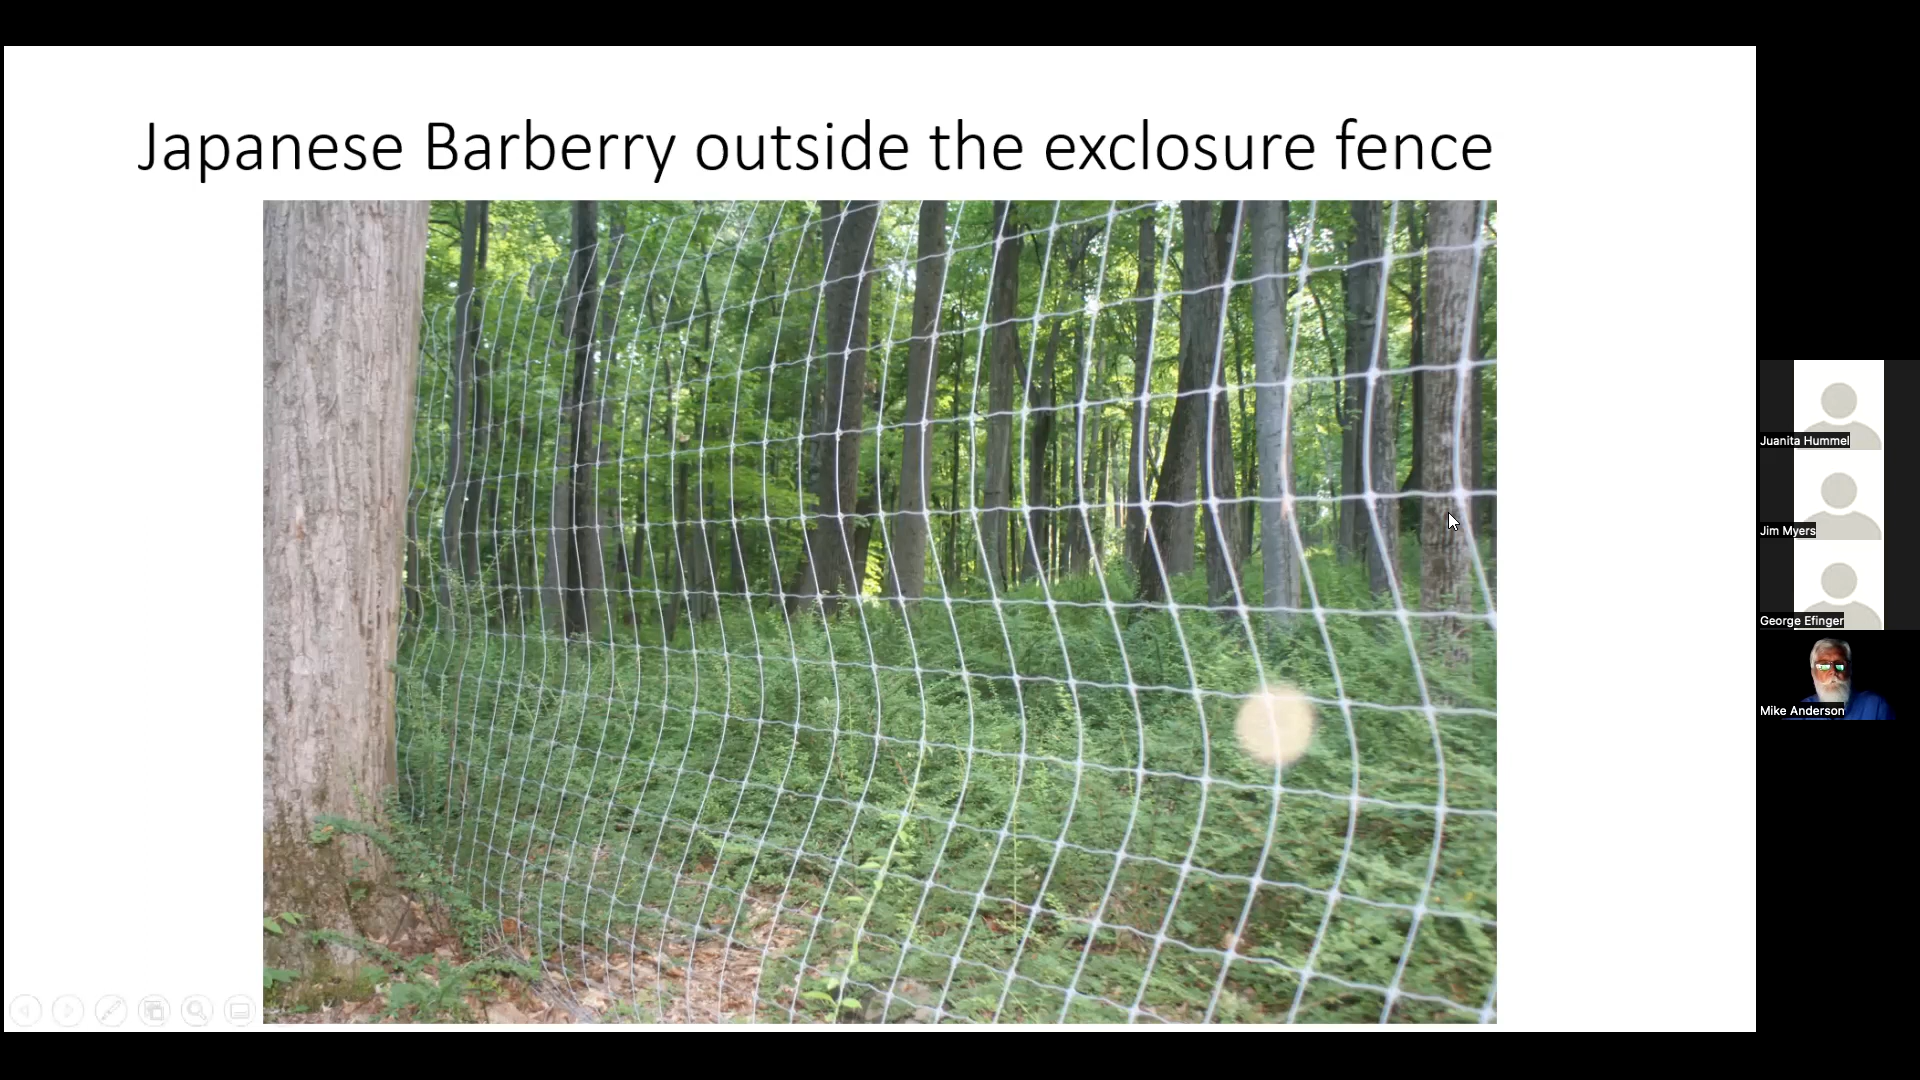 Japanese Barberry outside the exclosure fence
Juanita Hummel
Jim Myers
George Efinger
Mike Anderson